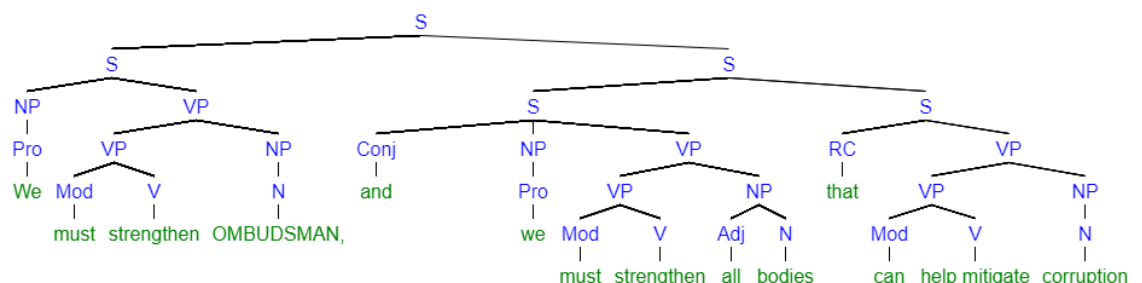 S
S S
NP VP S S
Pro VP NP Conj NP VP RC VP
We Mod V N and Pro VP NP that VP NP
must strengthen OMBUDSMAN, we Mod V Adj N Mod V N
must strengthen all bodies can help mitigate corruption